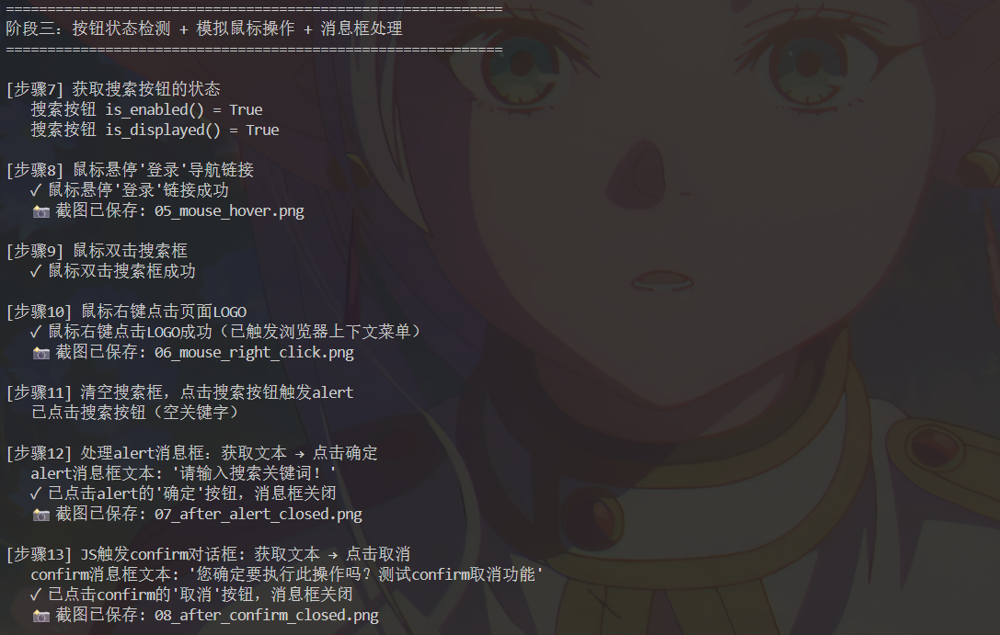 ============================================================
阶段三：按钮状态检测 + 模拟鼠标操作 + 消息框处理
============================================================
[步骤7] 获取搜索按钮的状态
搜索按钮 is_enabled() = True
搜索按钮 is_displayed() = True
[步骤8] 鼠标悬停'登录'导航链接
✓ 鼠标悬停'登录'链接成功
📸 截图已保存: 05_mouse_hover.png
[步骤9] 鼠标双击搜索框
✓ 鼠标双击搜索框成功
[步骤10] 鼠标右键点击页面LOGO
✓ 鼠标右键点击LOGO成功（已触发浏览器上下文菜单）
📸 截图已保存: 06_mouse_right_click.png
[步骤11] 清空搜索框，点击搜索按钮触发alert
已点击搜索按钮（空关键字）
[步骤12] 处理alert消息框：获取文本 → 点击确定
alert消息框文本: '请输入搜索关键词！'
✓ 已点击alert的'确定'按钮，消息框关闭
📸 截图已保存: 07_after_alert_closed.png
[步骤13] JS触发confirm对话框：获取文本 → 点击取消
confirm消息框文本: '您确定要执行此操作吗？测试confirm取消功能'
✓ 已点击confirm的'取消'按钮，消息框关闭
📸 截图已保存: 08_after_confirm_closed.png